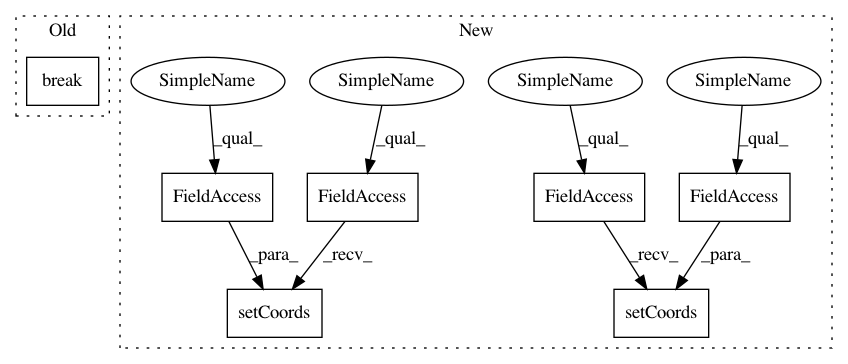 Old
New
break
SimpleName
SimpleName
SimpleName
SimpleName
_qual_
_qual_
_qual_
_qual_
FieldAccess
FieldAccess
FieldAccess
FieldAccess
_para_
_recv_
_recv_
_para_
setCoords
setCoords